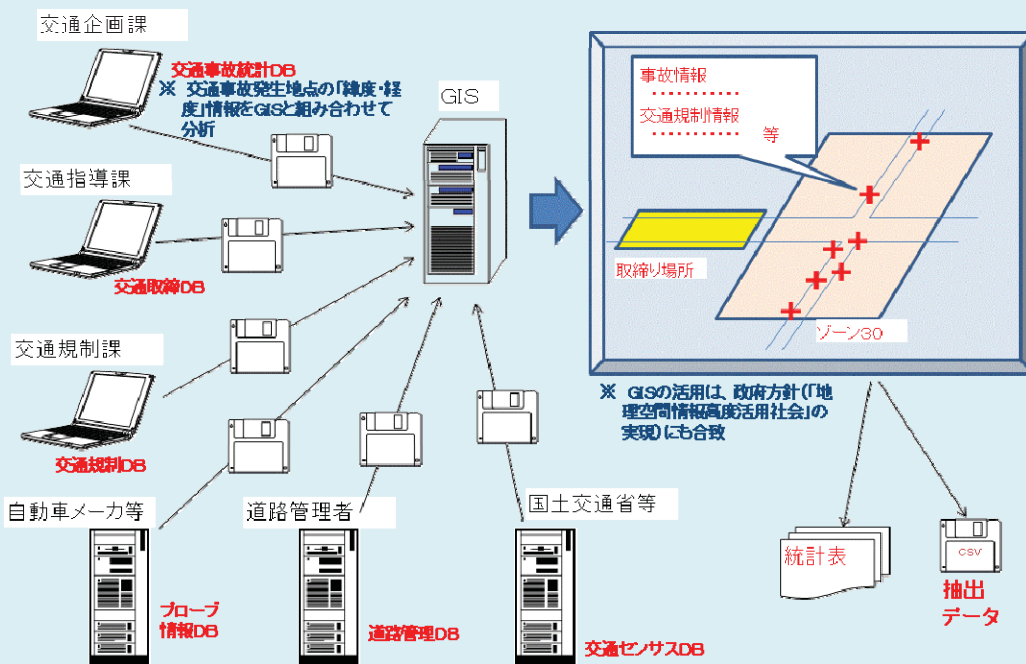 交通企画課
交通事故統計DB
※ 交通事故発生地点の「緯度・経
度」情報をGISと組み合わせて
分析
GIS
事故情報
………
交通規制情報
……… 等
交通指導課
交通取締DB
取締り場所
ゾーン30
交通規制課
交通規制DB
※ GISの活用は、政府方針(「地
理空間情報高度活用社会」の
実現)にも合致
自動車メーカ等
プローブ
情報DB
道路管理者
道路管理DB
国土交通省等
交通センサスDB
統計表
CSV
抽出
データ